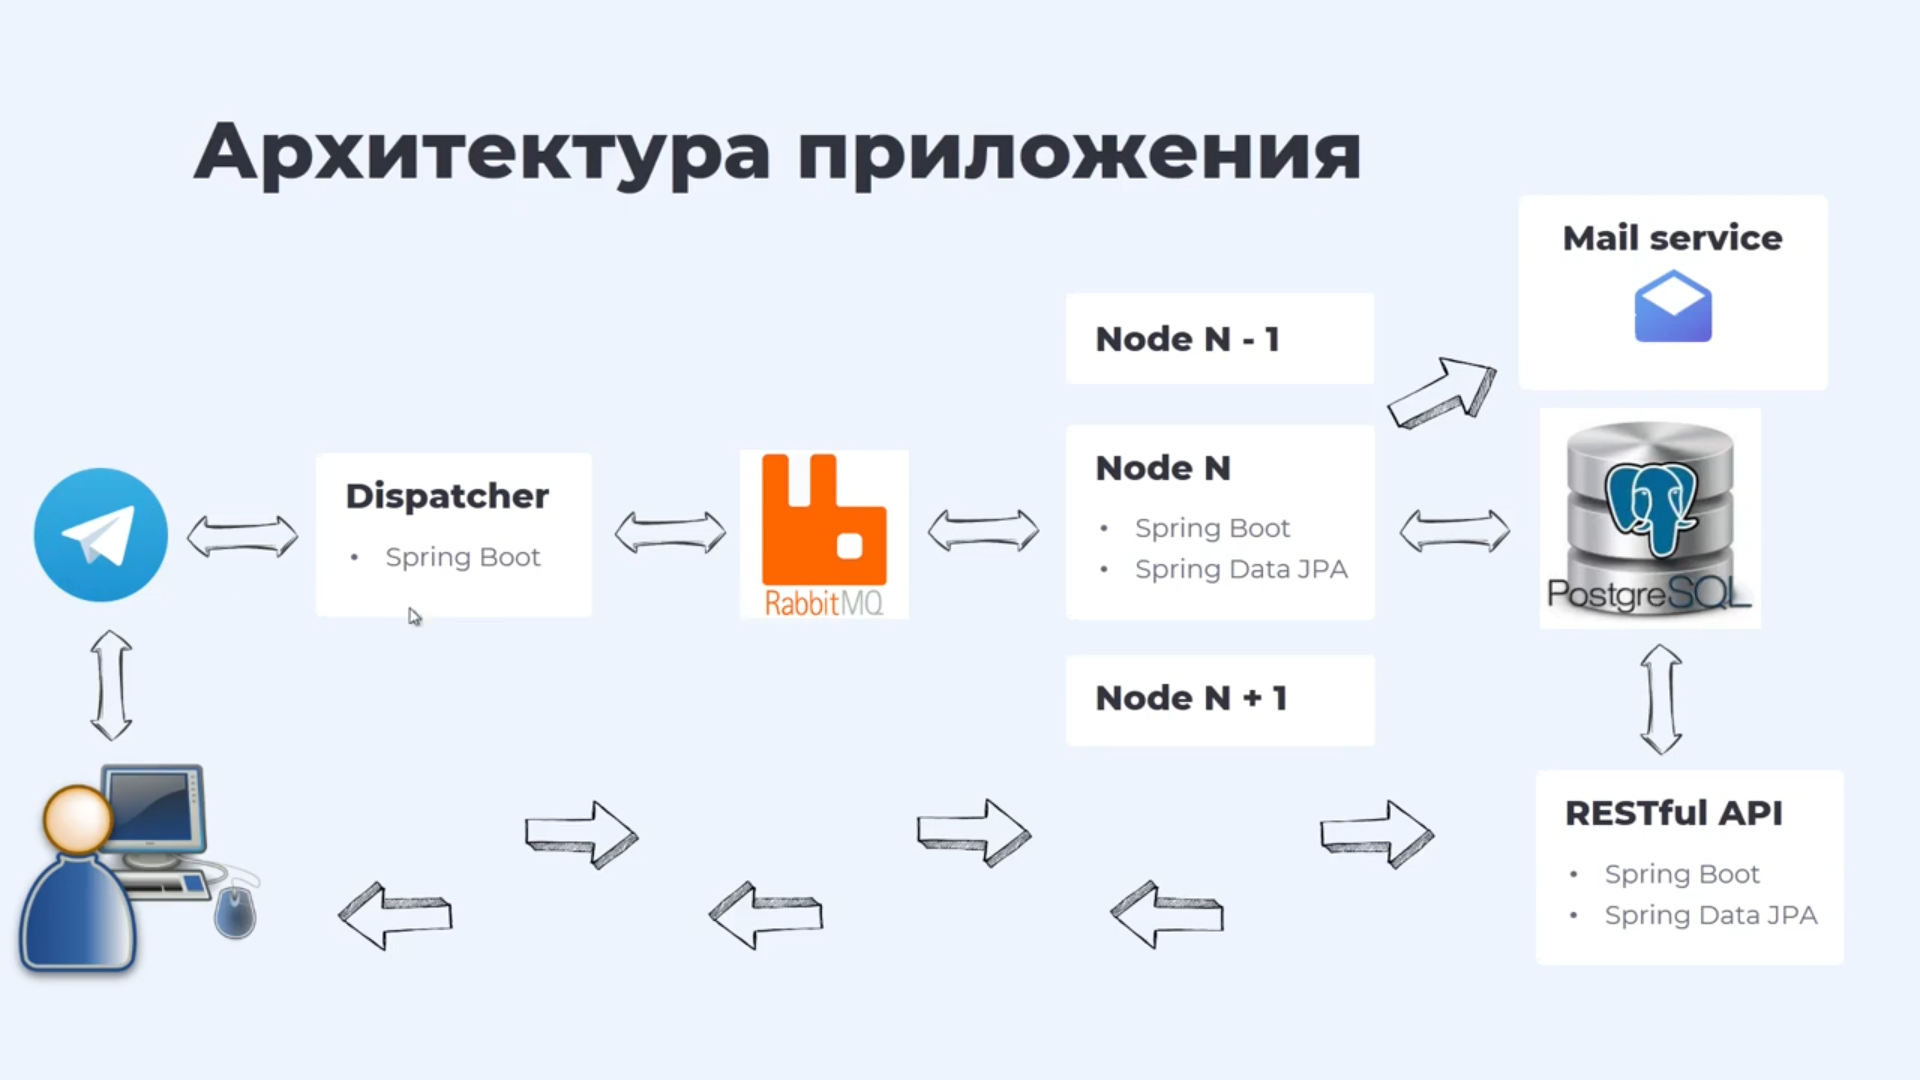 Архитектура приложения
Mail service
Node N - 1
Dispatcher
• Spring Boot
RabbitMQ
Node N
• Spring Boot
• Spring Data JPA
PostgreSQL
Node N + 1
RESTful API
• Spring Boot
• Spring Data JPA